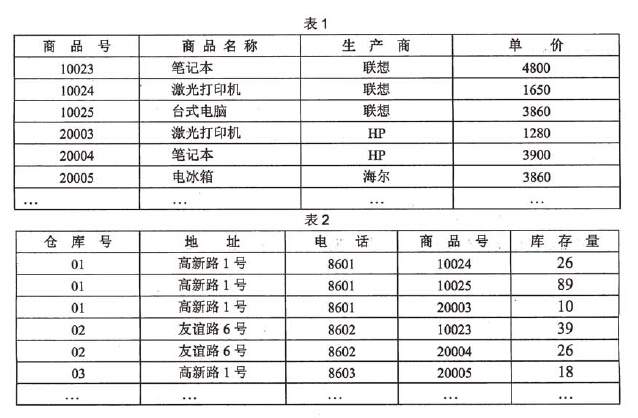 表1
商 品 号 商 品 名 称 生 产 商 单 价
10023 笔记本 联想 4800
10024 激光打印机 联想 1650
10025 台式电脑 联想 3860
20003 激光打印机 HP 1280
20004 笔记本 HP 3900
20005 电冰箱 海尔 3860
… … … …
表2
仓 库 号 地 址 电 话 商 品 号 库 存 量
01 高新路1号 8601 10024 26
01 高新路1号 8601 10025 89
01 高新路1号 8601 20003 10
02 友谊路6号 8602 10023 39
02 友谊路6号 8602 20004 26
03 高新路1号 8603 20005 18
… … … … …